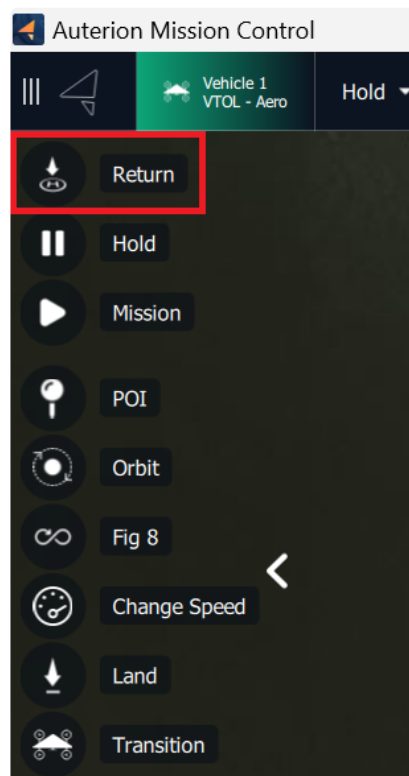 Auterion Mission Control
Vehicle 1
VTOL - Aero
Hold
Return
Hold
Mission
POI
Orbit
Fig 8
Change Speed
Land
Transition